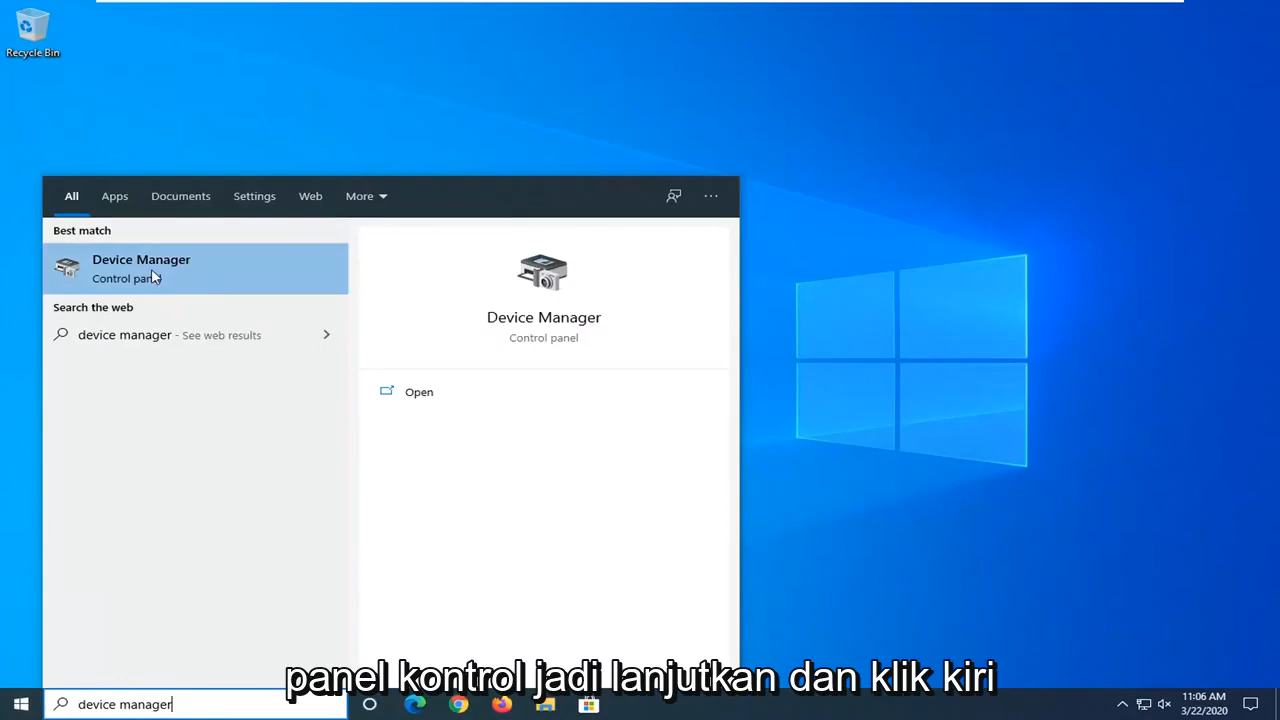 Recycle Bin
All Apps Documents Settings Web More
Best match
Device Manager
Control panel
Search the web
device manager - See web results
Device Manager
Control panel
Open
panel kontrol jadi lanjutkan dan klik kiri
device manager
11:06 AM
3/22/2020